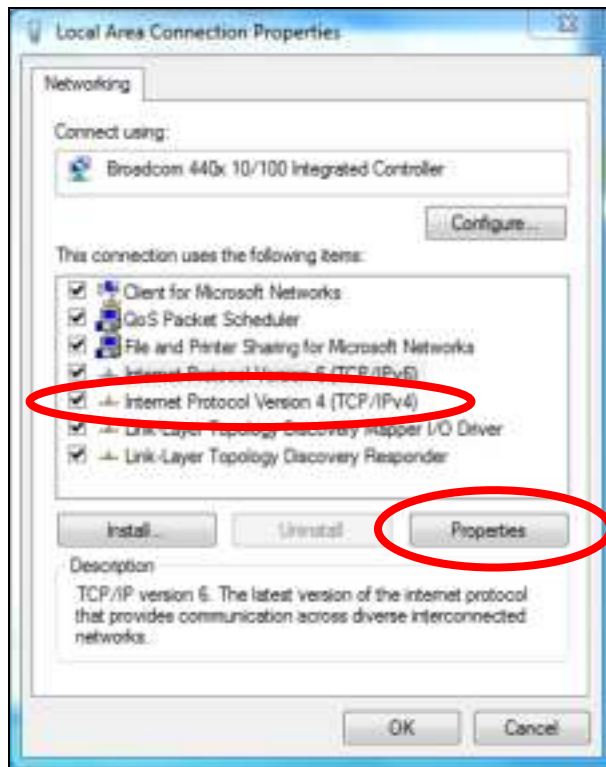 Local Area Connection Properties
Networking
Connect using:
Broadcom 440x 10/100 Integrated Controller
Configure...
This connection uses the following items:
Client for Microsoft Networks
QoS Packet Scheduler
File and Printer Sharing for Microsoft Networks
Internet Protocol Version 6 (TCP/IPv6)
Internet Protocol Version 4 (TCP/IPv4)
Link-Layer Topology Discovery Mapper I/O Driver
Link-Layer Topology Discovery Responder
Install...
Uninstall
Properties
Description
TCP/IP version 6. The latest version of the internet protocol
that provides communication across diverse interconnected
networks.
OK
Cancel